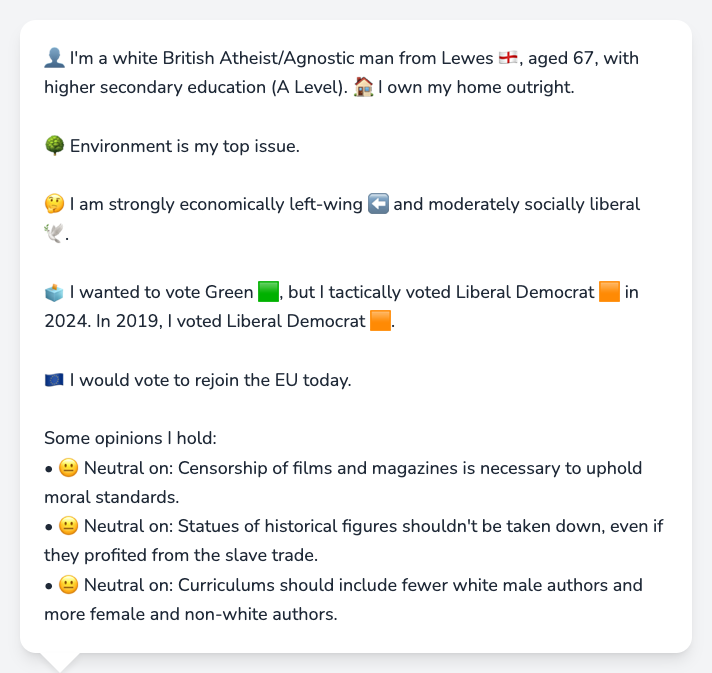 👤 I'm a white British Atheist/Agnostic man from Lewes 🏴󠁧󠁢󠁥󠁮󠁧󠁿, aged 67, with
higher secondary education (A Level). 🏠 I own my home outright.
🌳 Environment is my top issue.
🤔 I am strongly economically left-wing ⬅️ and moderately socially liberal
🕊️.
🗳️ I wanted to vote Green 🟩, but I tactically voted Liberal Democrat 🟧 in
2024. In 2019, I voted Liberal Democrat 🟧.
🇪🇺 I would vote to rejoin the EU today.
Some opinions I hold:
• 😐 Neutral on: Censorship of films and magazines is necessary to uphold
moral standards.
• 😐 Neutral on: Statues of historical figures shouldn't be taken down, even if
they profited from the slave trade.
• 😐 Neutral on: Curriculums should include fewer white male authors and
more female and non-white authors.